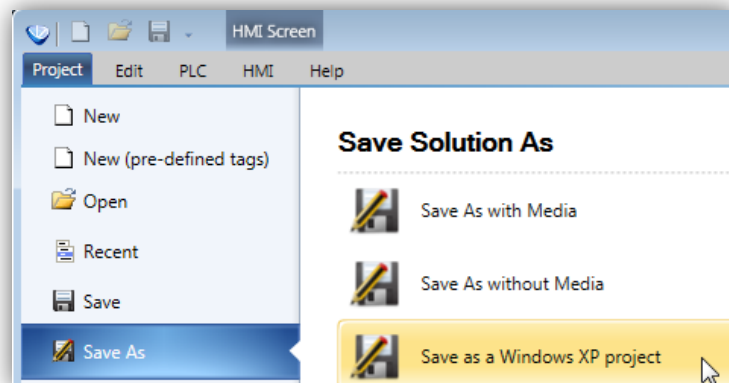 HMI Screen
Project Edit PLC HMI Help
New
New (pre-defined tags)
Open
Recent
Save
Save As
Save Solution As
Save As with Media
Save As without Media
Save as a Windows XP project